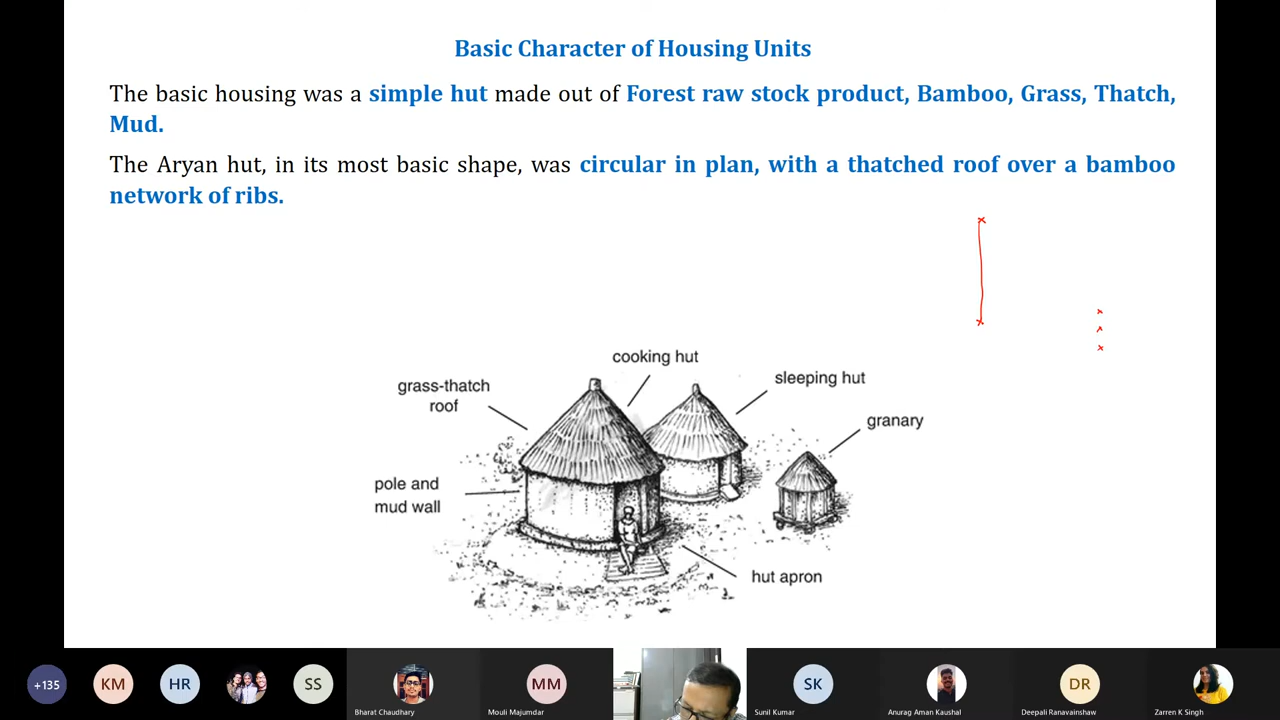 Basic Character of Housing Units
The basic housing was a simple hut made out of Forest raw stock product, Bamboo, Grass, Thatch,
Mud.
The Aryan hut, in its most basic shape, was circular in plan, with a thatched roof over a bamboo
network of ribs.
cooking hut
grass-thatch
roof
sleeping hut
granary
pole and
mud wall
hut apron
+135
KM
HR
SS
Bharat Chaudhary
MM
Mouli Majumdar
SK
Sunil Kumar
Anurag Aman Kaushal
DR
Deepali Ranavainshaw
Zarren K Singh